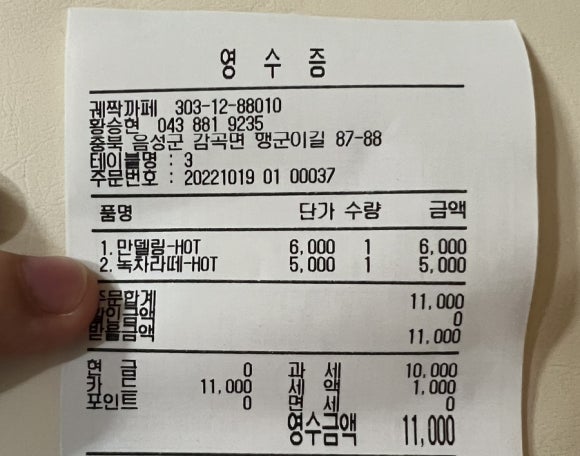 영 수 증
궤짝까페 303-12-88010
황승현 043 881 9235
충북 음성군 감곡면 행군이길 87-88
테이블명 : 3
주문번호 : 20221019 01 00037
품명 단가 수량 금액
1. 만델링-HOT 6,000 1 6,000
2. 녹차라떼-HOT 5,000 1 5,000
주문합계 11,000
할인금액 0
받을금액 11,000
현 금 0 과 세 10,000
카 드 11,000 세 액 1,000
포인트 0 면 세 0
영수금액 11,000